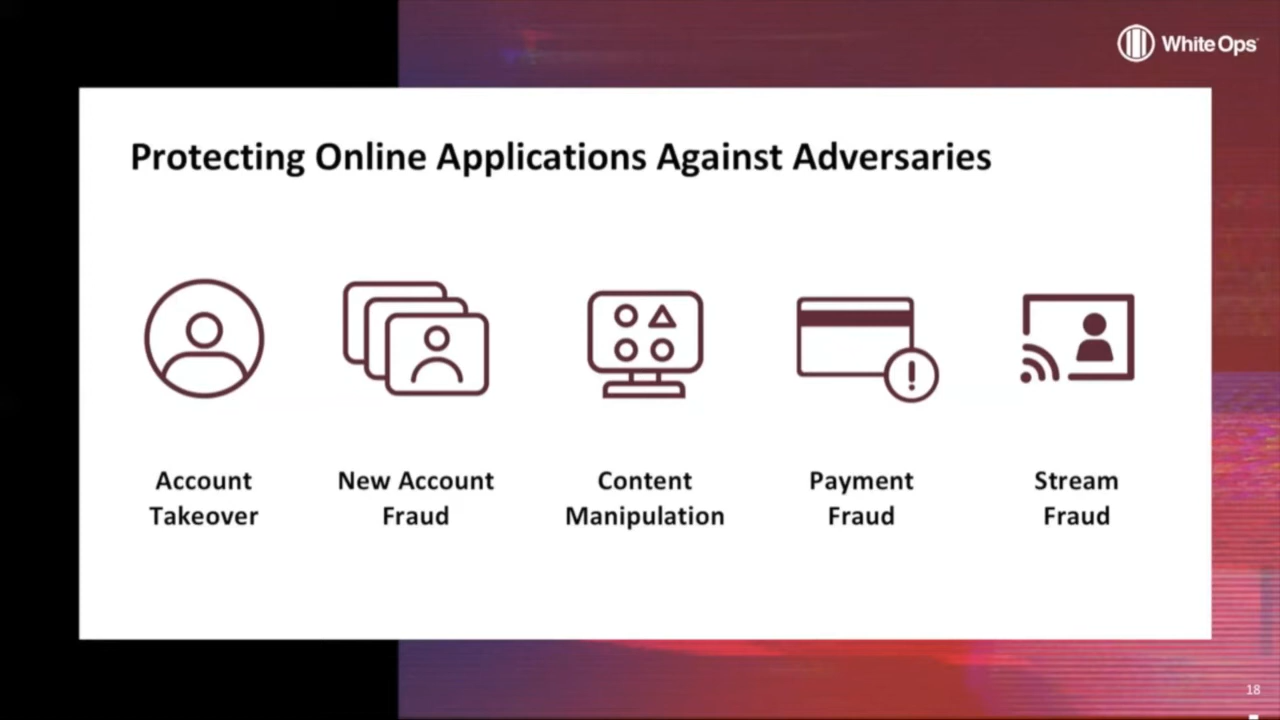 White Ops
Protecting Online Applications Against Adversaries
Account
Takeover
New Account
Fraud
Content
Manipulation
Payment
Fraud
Stream
Fraud
18